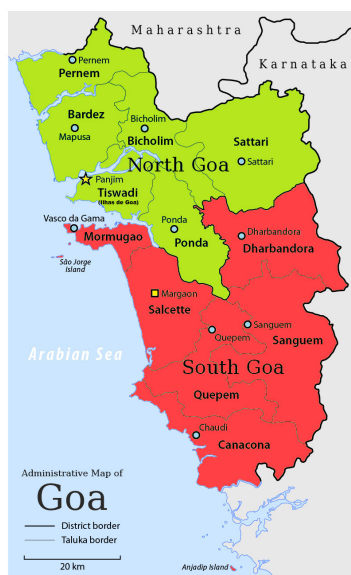 Maharashtra
Karnataka
Pernem
Pernem
Bardez
Mapusa
Bicholim
Bicholim
Sattari
Sattari
North Goa
Panjim
Tiswadi
(Ilhas de Goa)
Ponda
Ponda
Vasco da Gama
Mormugao
São Jorge
Island
Dharbandora
Dharbandora
Margaon
Salcette
Sanguem
Sanguem
Quepem
Arabian Sea
South Goa
Quepem
Chaudi
Canacona
Administrative Map of
Goa
District border
Taluka border
20 km
Anjadip Island